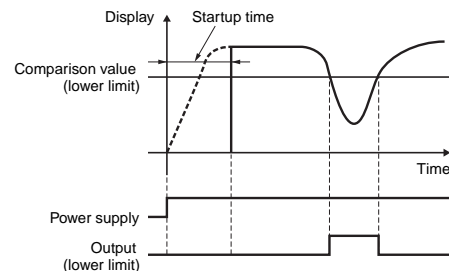 Display
Startup time
Comparison value
(lower limit)
Time
Power supply
Output
(lower limit)